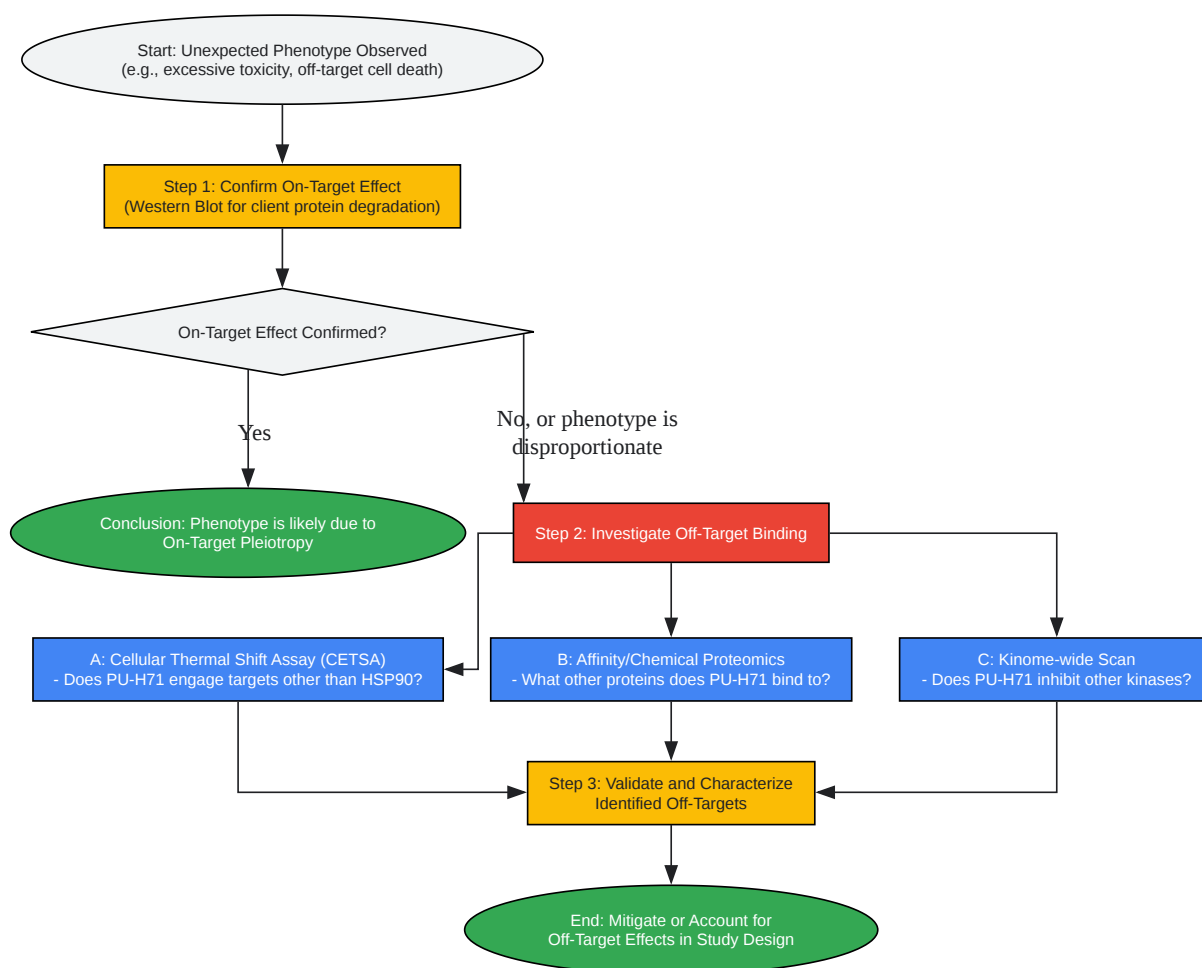 Start: Unexpected Phenotype Observed
(e.g., excessive toxicity, off-target cell death)
Step 1: Confirm On-Target Effect
(Western Blot for client protein degradation)
On-Target Effect Confirmed?
Yes
No, or phenotype is
disproportionate
Conclusion: Phenotype is likely due to
On-Target Pleiotropy
Step 2: Investigate Off-Target Binding
A: Cellular Thermal Shift Assay (CETSA)
- Does PU-H71 engage targets other than HSP90?
B: Affinity/Chemical Proteomics
- What other proteins does PU-H71 bind to?
C: Kinome-wide Scan
- Does PU-H71 inhibit other kinases?
Step 3: Validate and Characterize
Identified Off-Targets
End: Mitigate or Account for
Off-Target Effects in Study Design